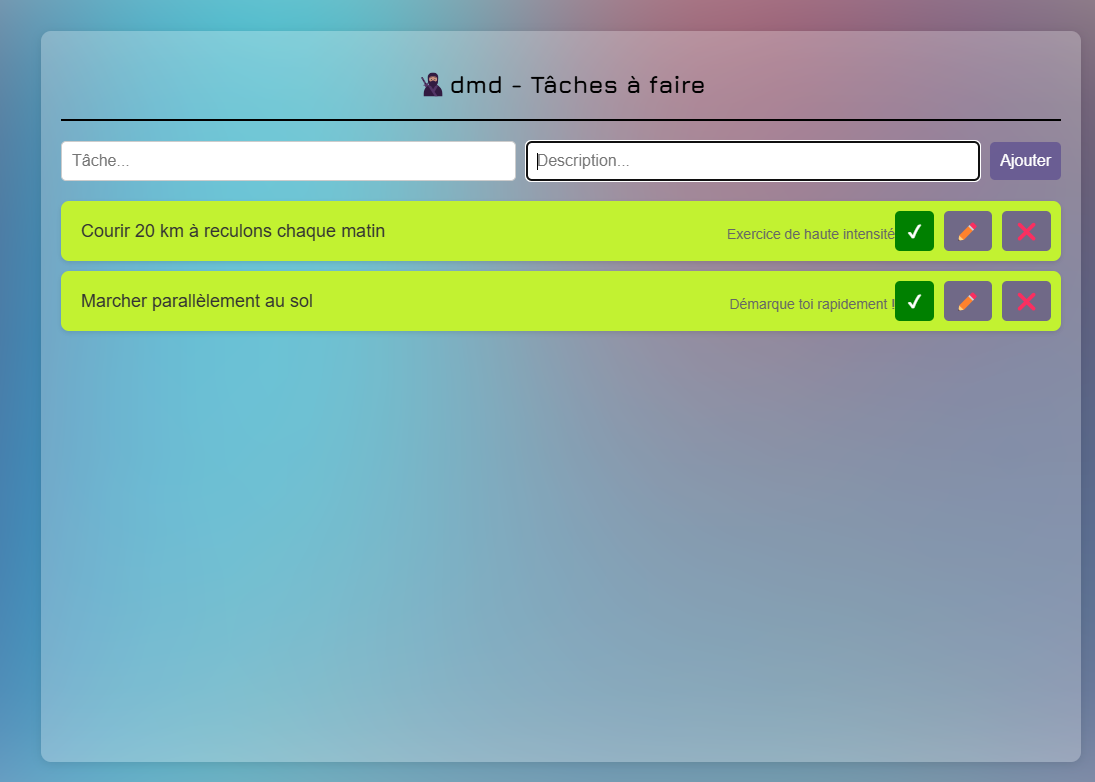 dmd - Tâches à faire
Tâche...
Description...
Ajouter
Courir 20 km à reculons chaque matin
Exercice de haute intensité
Marcher parallèlement au sol
Démarque toi rapidement !